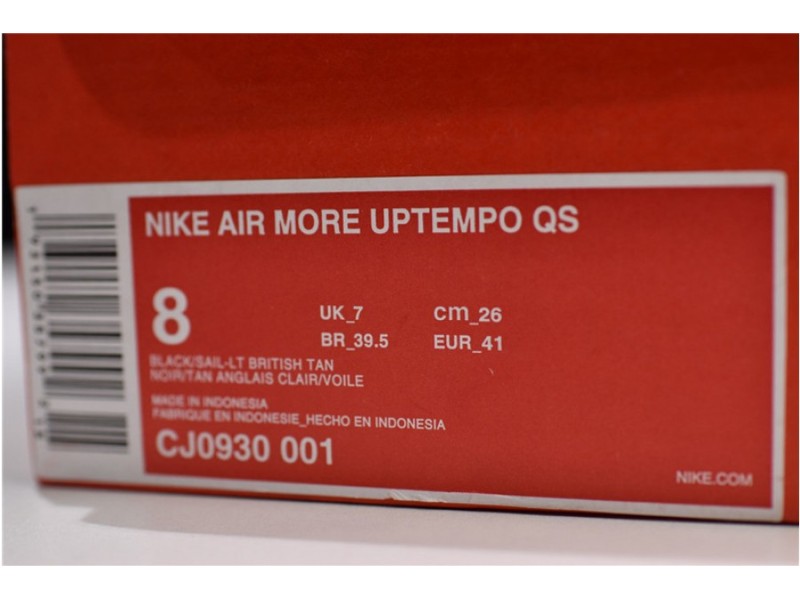 NIKE AIR MORE UPTEMPO QS
8
UK_7 cm_26
BR_39.5 EUR_41
BLACK/SAIL-LT BRITISH TAN
NOIR/TAN ANGLAIS CLAIR/VOILE
MADE IN INDONESIA
FABRIQUE EN INDONESIE_HECHO EN INDONESIA
CJ0930 001
NIKE.COM